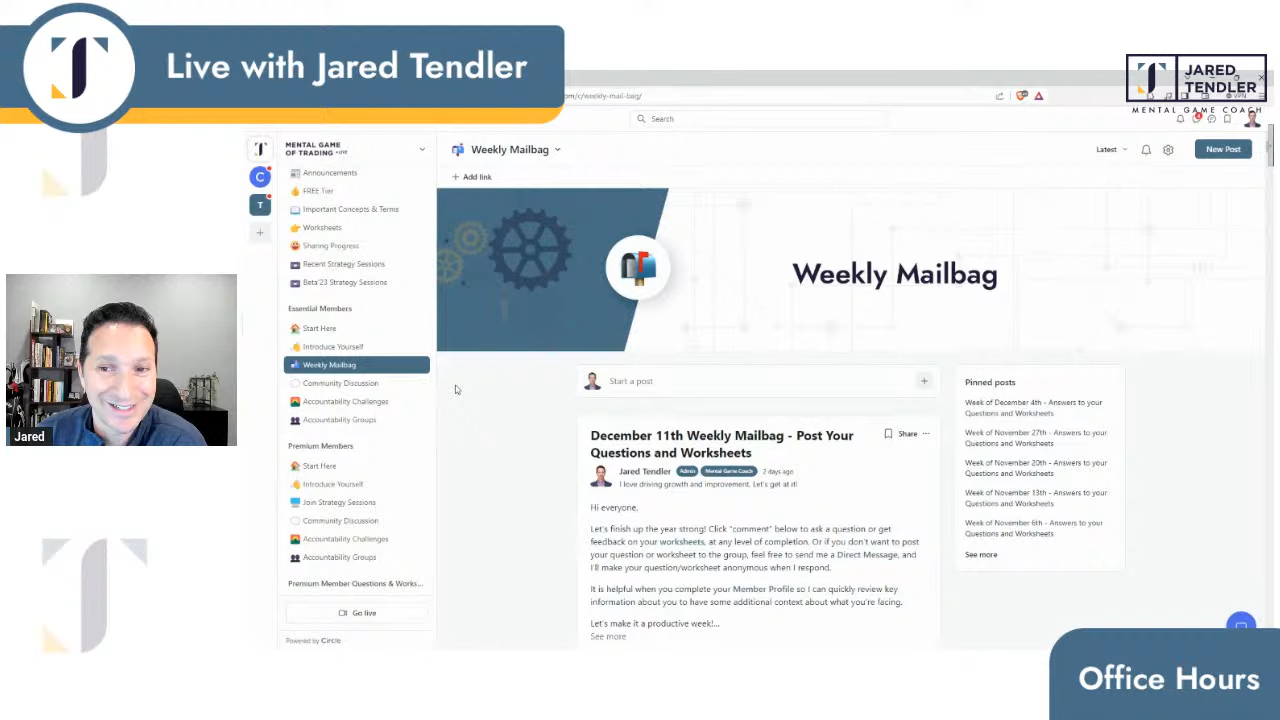 Live with Jared Tendler
JARED
TENDLER
MENTAL GAME COACH
om/c/weekly-mail-bag/
VPN
Search
MENTAL GAME
OF TRADING LIVE
Weekly Mailbag
Latest
New Post
Add link
C
T
Announcements
FREE Tier
Important Concepts & Terms
Worksheets
Sharing Progress
Recent Strategy Sessions
Beta'23 Strategy Sessions
Essential Members
Start Here
Introduce Yourself
Weekly Mailbag
Community Discussion
Accountability Challenges
Accountability Groups
Premium Members
Start Here
Introduce Yourself
Join Strategy Sessions
Community Discussion
Accountability Challenges
Accountability Groups
Premium Member Questions & Works...
Go live
Powered by Circle
Weekly Mailbag
Start a post
December 11th Weekly Mailbag - Post Your
Questions and Worksheets
Share
Jared Tendler Admin Mental Game Coach 2 days ago
I love driving growth and improvement. Let's get at it!
Hi everyone,
Let's finish up the year strong! Click "comment" below to ask a question or get
feedback on your worksheets, at any level of completion. Or if you don't want to post
your question or worksheet to the group, feel free to send me a Direct Message, and
I'll make your question/worksheet anonymous when I respond.
It is helpful when you complete your Member Profile so I can quickly review key
information about you to have some additional context about what you're facing.
Let's make it a productive week!...
See more
Pinned posts
Week of December 4th - Answers to your
Questions and Worksheets
Week of November 27th - Answers to your
Questions and Worksheets
Week of November 20th - Answers to your
Questions and Worksheets
Week of November 13th - Answers to your
Questions and Worksheets
Week of November 6th - Answers to your
Questions and Worksheets
See more
Jared
Office Hours